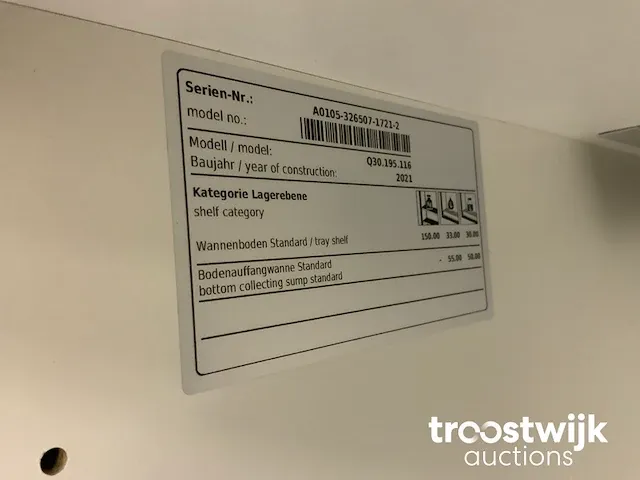 Serien-Nr.:
model no.: A0105-326507-1721-2
Modell / model: Q30.195.116
Baujahr / year of construction: 2021
Kategorie Lagerebene
shelf category
Wannenboden Standard / tray shelf 150.00 33.00 30.00
Bodenauffangwanne Standard - 55.00 50.00
bottom collecting sump standard
troostwijk
auctions